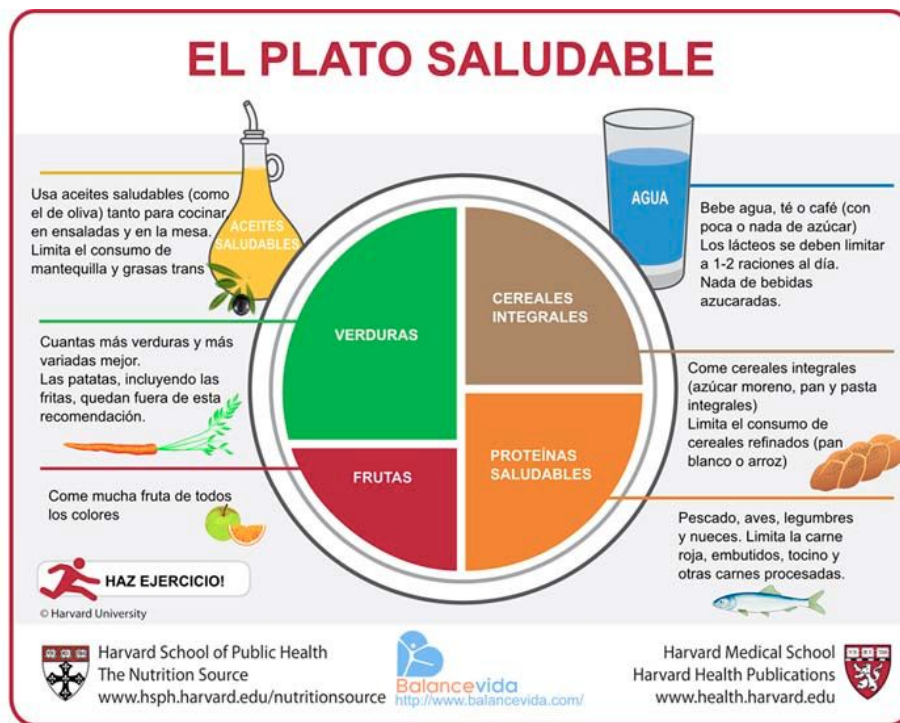 EL PLATO SALUDABLE
Usa aceites saludables (como
el de oliva) tanto para cocinar,
en ensaladas y en la mesa.
Limita el consumo de
mantequilla y grasas trans
ACEITES
SALUDABLES
AGUA
Bebe agua, té o café (con
poca o nada de azúcar)
Los lácteos se deben limitar
a 1-2 raciones al día.
Nada de bebidas
azucaradas.
VERDURAS
CEREALES
INTEGRALES
Cuantas más verduras y más
variadas mejor.
Las patatas, incluyendo las
fritas, quedan fuera de esta
recomendación.
Come cereales integrales
(azúcar moreno, pan y pasta
integrales)
Limita el consumo de
cereales refinados (pan
blanco o arroz)
FRUTAS
PROTEÍNAS
SALUDABLES
Come mucha fruta de todos
los colores
Pescado, aves, legumbres
y nueces. Limita la carne
roja, embutidos, tocino y
otras carnes procesadas.
HAZ EJERCICIO!
© Harvard University
Harvard School of Public Health
The Nutrition Source
www.hsph.harvard.edu/nutritionsource
Balancevida
http://www.balancevida.com/
Harvard Medical School
Harvard Health Publications
www.health.harvard.edu